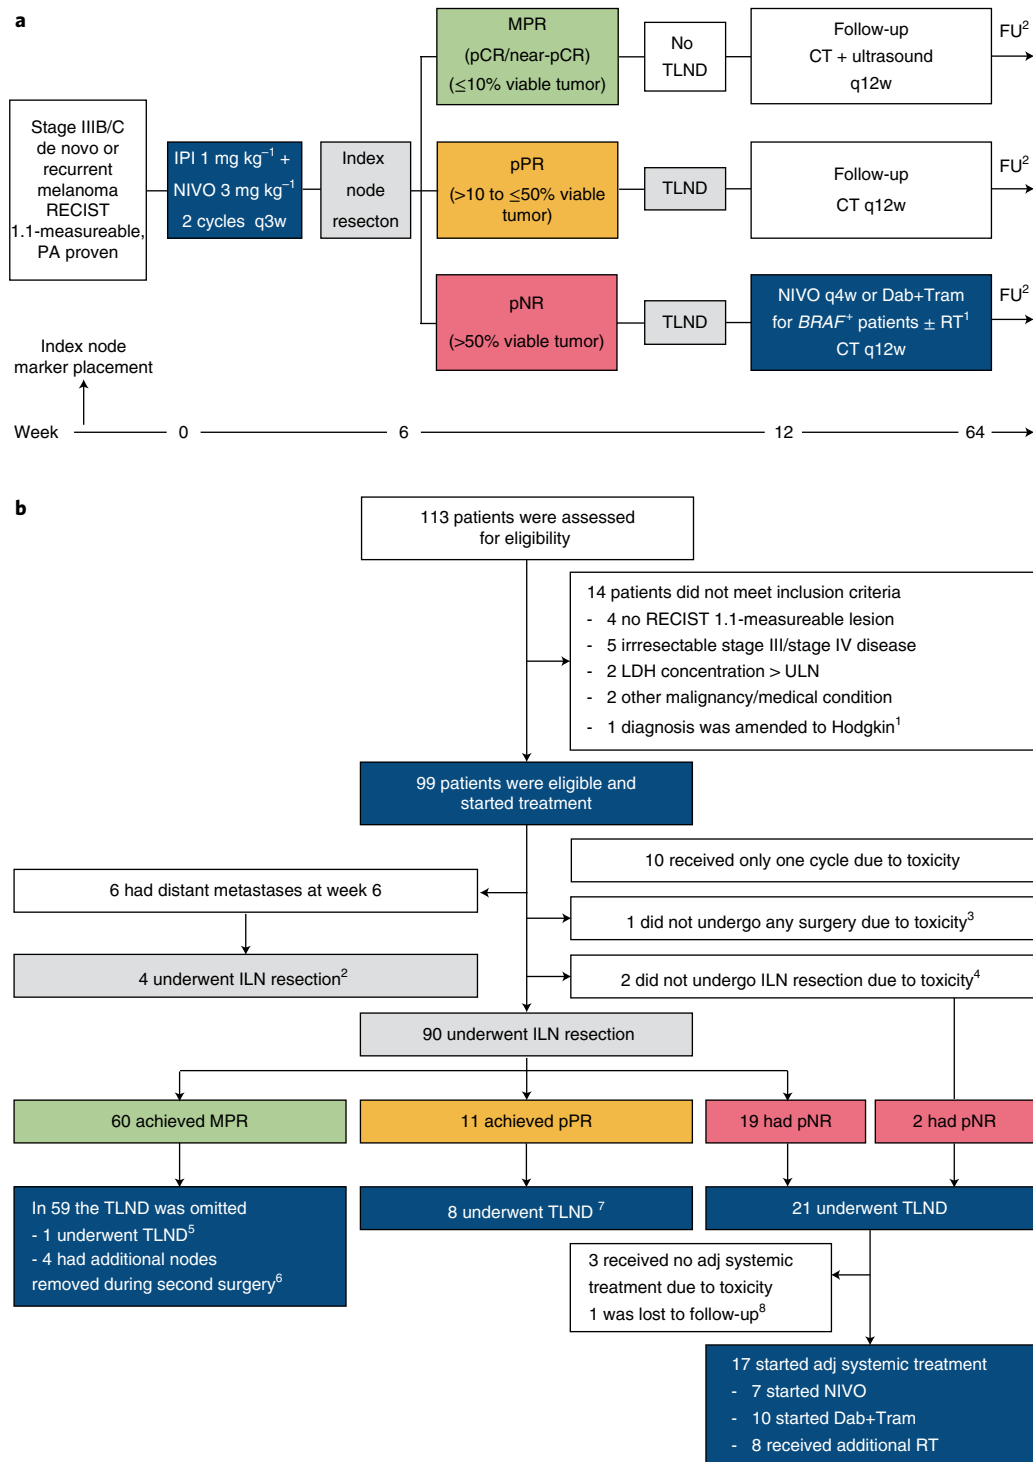 a
Stage IIIB/C
de novo or
recurrent
melanoma
RECIST
1.1-measureable,
PA proven
IPI 1 mg kg⁻¹ +
NIVO 3 mg kg⁻¹
2 cycles q3w
Index
node
resecton
MPR
(pCR/near-pCR)
(≤10% viable tumor)
No
TLND
Follow-up
CT + ultrasound
q12w
FU²
pPR
(>10 to ≤50% viable
tumor)
TLND
Follow-up
CT q12w
FU²
pNR
(>50% viable tumor)
TLND
NIVO q4w or Dab+Tram
for BRAF⁺ patients ± RT¹
CT q12w
FU²
Index node
marker placement
Week 0 6 12 64
b
113 patients were assessed
for eligibility
14 patients did not meet inclusion criteria
- 4 no RECIST 1.1-measureable lesion
- 5 irrresectable stage III/stage IV disease
- 2 LDH concentration > ULN
- 2 other malignancy/medical condition
- 1 diagnosis was amended to Hodgkin¹
99 patients were eligible and
started treatment
10 received only one cycle due to toxicity
6 had distant metastases at week 6
1 did not undergo any surgery due to toxicity³
4 underwent ILN resection²
2 did not undergo ILN resection due to toxicity⁴
90 underwent ILN resection
60 achieved MPR
11 achieved pPR
19 had pNR
2 had pNR
In 59 the TLND was omitted
- 1 underwent TLND⁵
- 4 had additional nodes
removed during second surgery⁶
8 underwent TLND ⁷
21 underwent TLND
3 received no adj systemic
treatment due to toxicity
1 was lost to follow-up⁸
17 started adj systemic treatment
- 7 started NIVO
- 10 started Dab+Tram
- 8 received additional RT